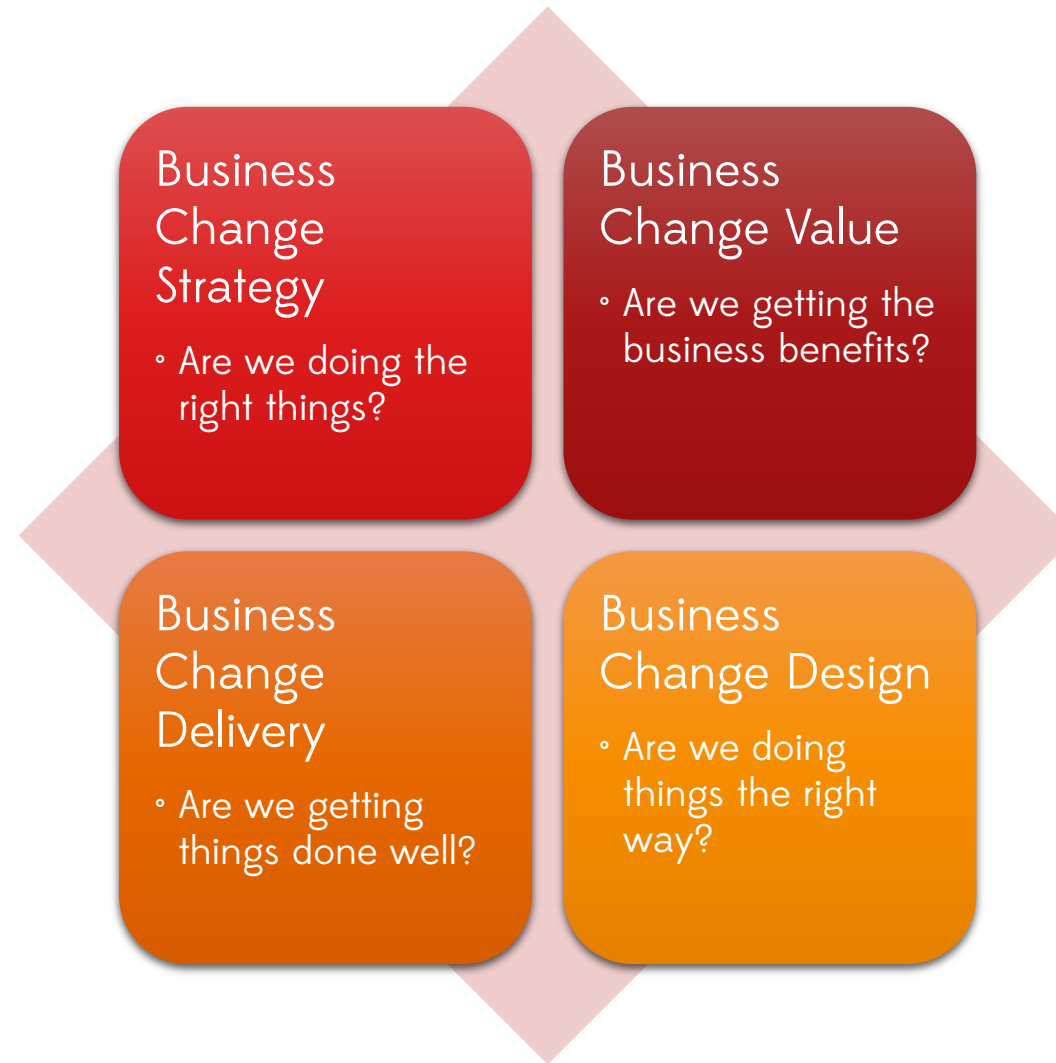 Business
Change
Strategy
° Are we doing the
right things?
Business
Change Value
° Are we getting the
business benefits?
Business
Change
Delivery
° Are we getting
things done well?
Business
Change Design
° Are we doing
things the right
way?